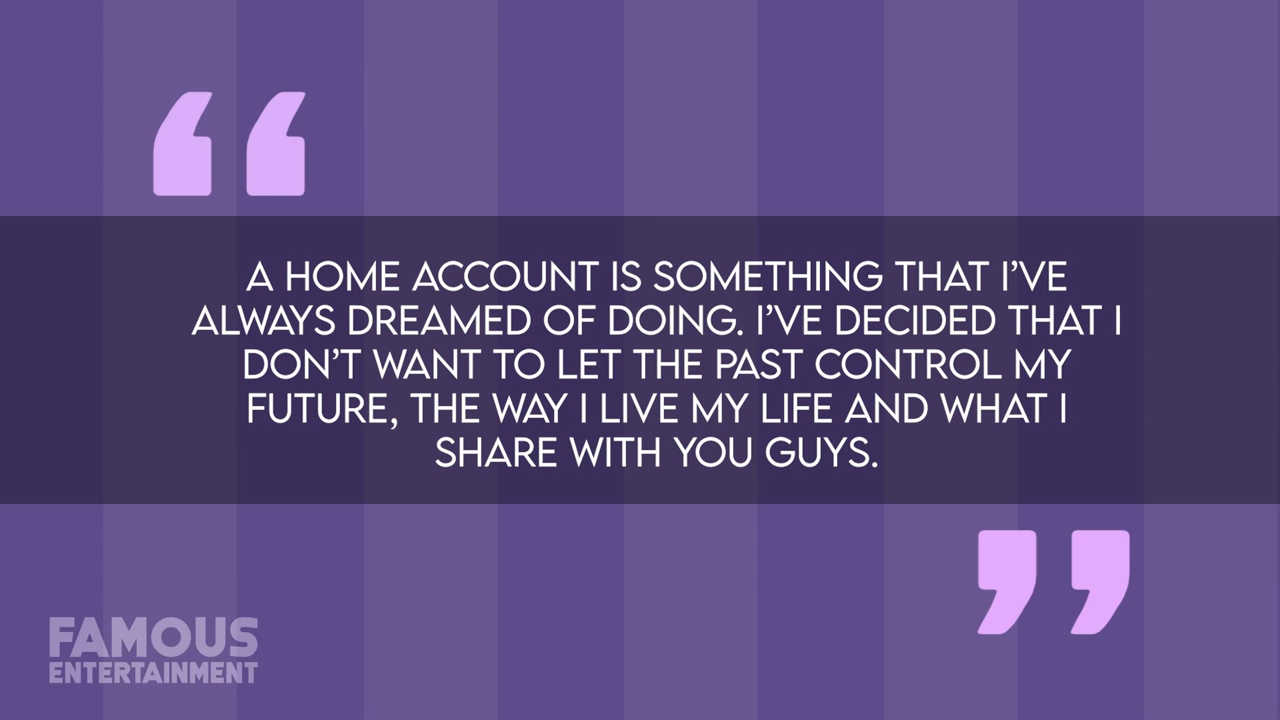 “
A HOME ACCOUNT IS SOMETHING THAT I’VE
ALWAYS DREAMED OF DOING. I’VE DECIDED THAT I
DON’T WANT TO LET THE PAST CONTROL MY
FUTURE, THE WAY I LIVE MY LIFE AND WHAT I
SHARE WITH YOU GUYS.
”
FAMOUS
ENTERTAINMENT